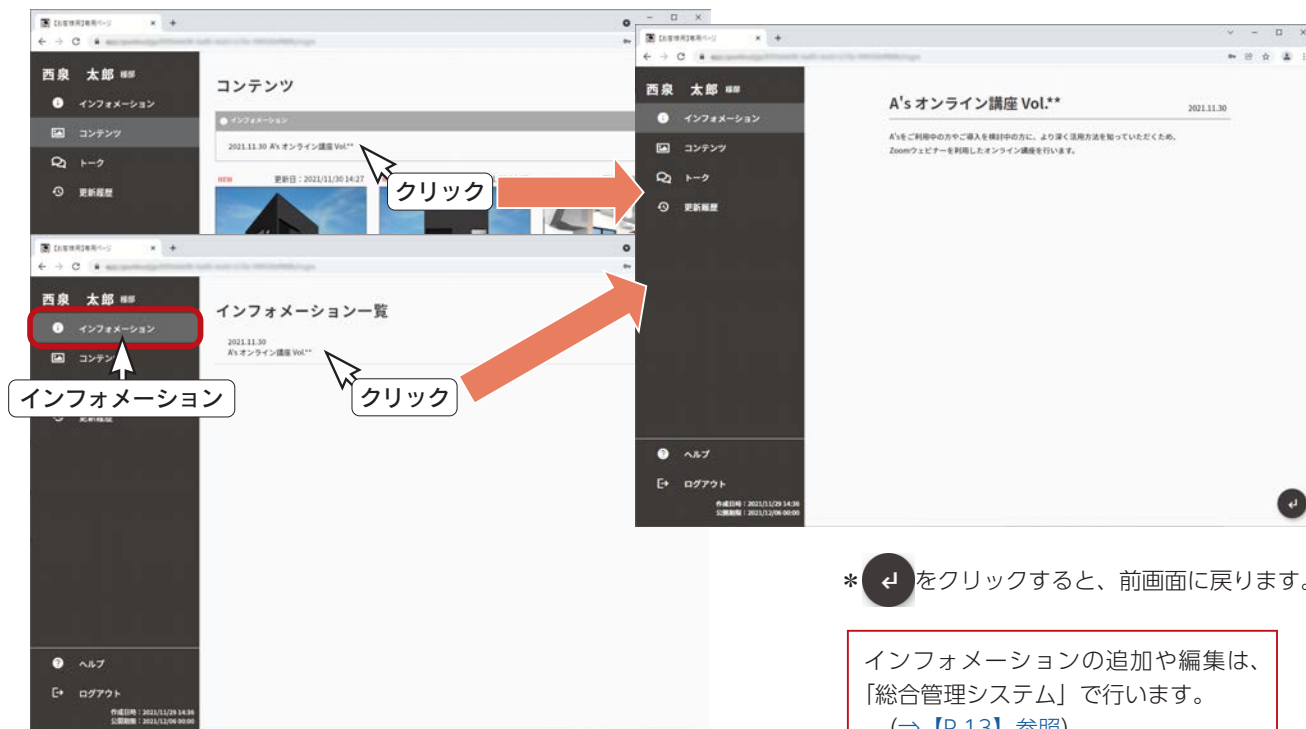 【お客様用】専用ページ
西泉 太郎 様邸
インフォメーション
コンテンツ
トーク
更新履歴
コンテンツ
インフォメーション
2021.11.30 A's オンライン講座 Vol.**
NEW 更新日：2021/11/30 14:27
クリック
【お客様用】専用ページ
西泉 太郎 様邸
インフォメーション
コンテンツ
インフォメーション
更新履歴
ヘルプ
ログアウト
作成日時：2021/11/29 14:36
公開期限：2021/12/06 00:00
インフォメーション一覧
2021.11.30
A's オンライン講座 Vol.**
クリック
【お客様用】専用ページ
西泉 太郎 様邸
インフォメーション
コンテンツ
トーク
更新履歴
ヘルプ
ログアウト
作成日時：2021/11/29 14:36
公開期限：2021/12/06 00:00
A's オンライン講座 Vol.** 2021.11.30
A'sをご利用中の方やご導入を検討中の方に、より深く活用方法を知っていただくため、
Zoomウェビナーを利用したオンライン講座を行います。
＊ をクリックすると、前画面に戻ります。
インフォメーションの追加や編集は、
「総合管理システム」で行います。
(⇒【P.13】参照)